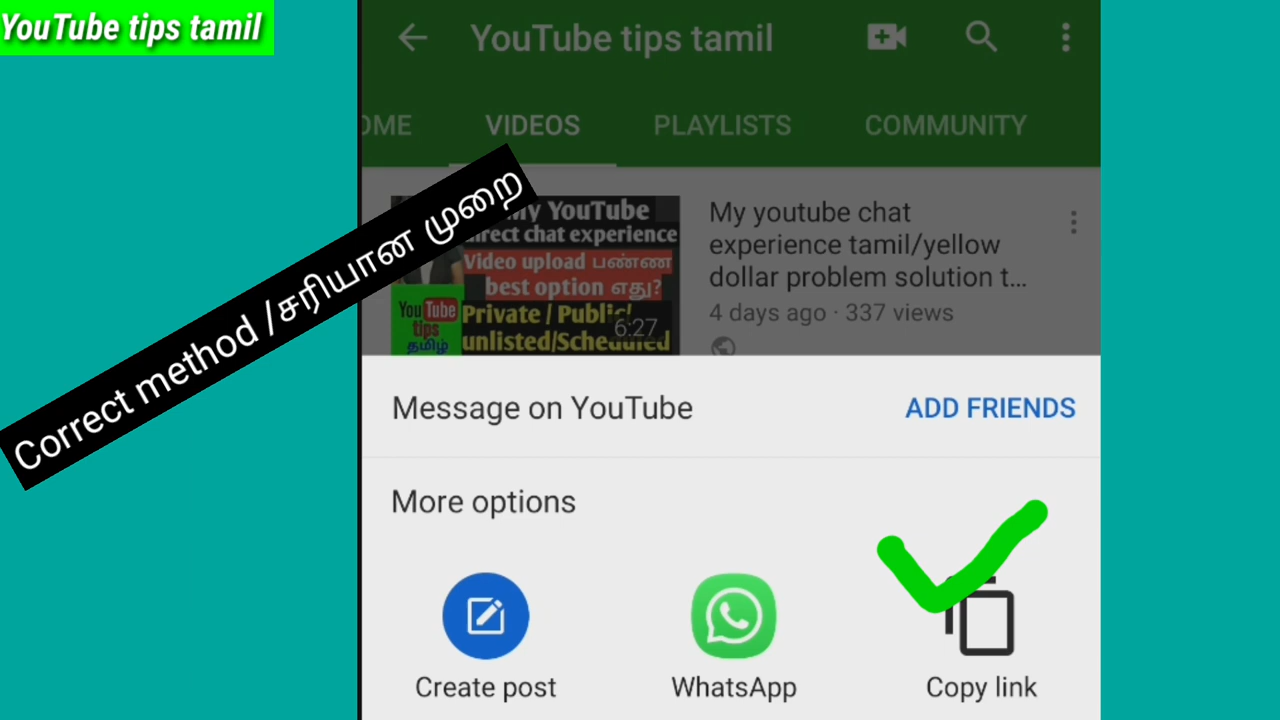 YouTube tips tamil
YouTube tips tamil
OME VIDEOS PLAYLISTS COMMUNITY
Correct method /சரியான முறை
My YouTube
direct chat experience
Video upload பண்ண
best option எது?
Private / Public/
unlisted/Scheduled
You Tube
tips
தமிழ்
6:27
My youtube chat
experience tamil/yellow
dollar problem solution t...
4 days ago · 337 views
Message on YouTube ADD FRIENDS
More options
Create post WhatsApp Copy link